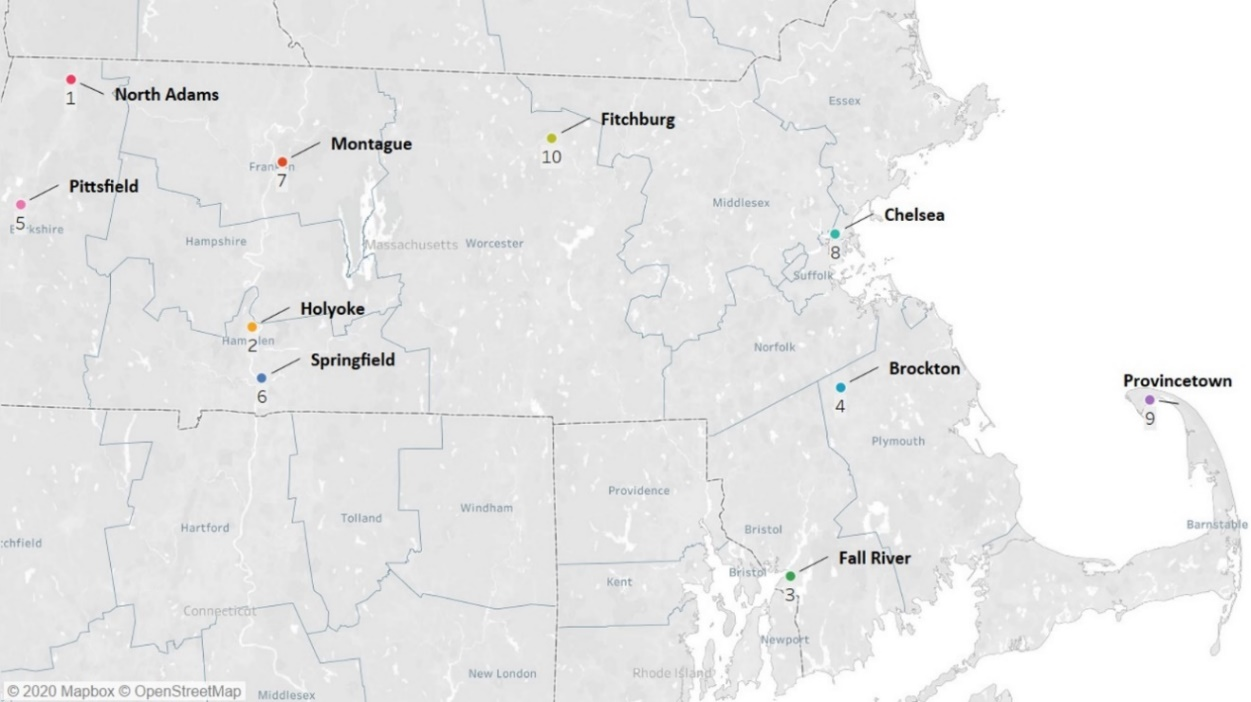 Essex
North Adams
1
Fitchburg
10
Montague
Franklin
7
Pittsfield
5
Berkshire
Middlesex
Chelsea
8
Hampshire
Massachusetts
Worcester
Suffolk
Holyoke
Hampden
2
Springfield
6
Norfolk
Brockton
4
Provincetown
9
Plymouth
Providence
Windham
Tolland
Hartford
chfield
Bristol
Barnstable
Fall River
3
Bristol
Kent
Connecticut
Newport
New London
Rhode Island
© 2020 Mapbox © OpenStreetMap
Middlesex